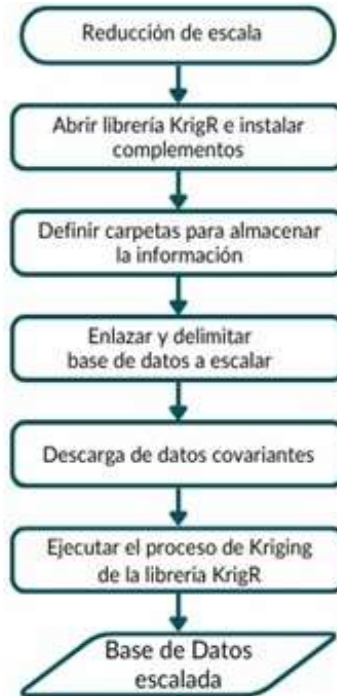 Reducción de escala
Abrir librería KrigR e instalar
complementos
Definir carpetas para almacenar
la información
Enlazar y delimitar
base de datos a escalar
Descarga de datos covariantes
Ejecutar el proceso de Kriging
de la librería KrigR
Base de Datos
escalada